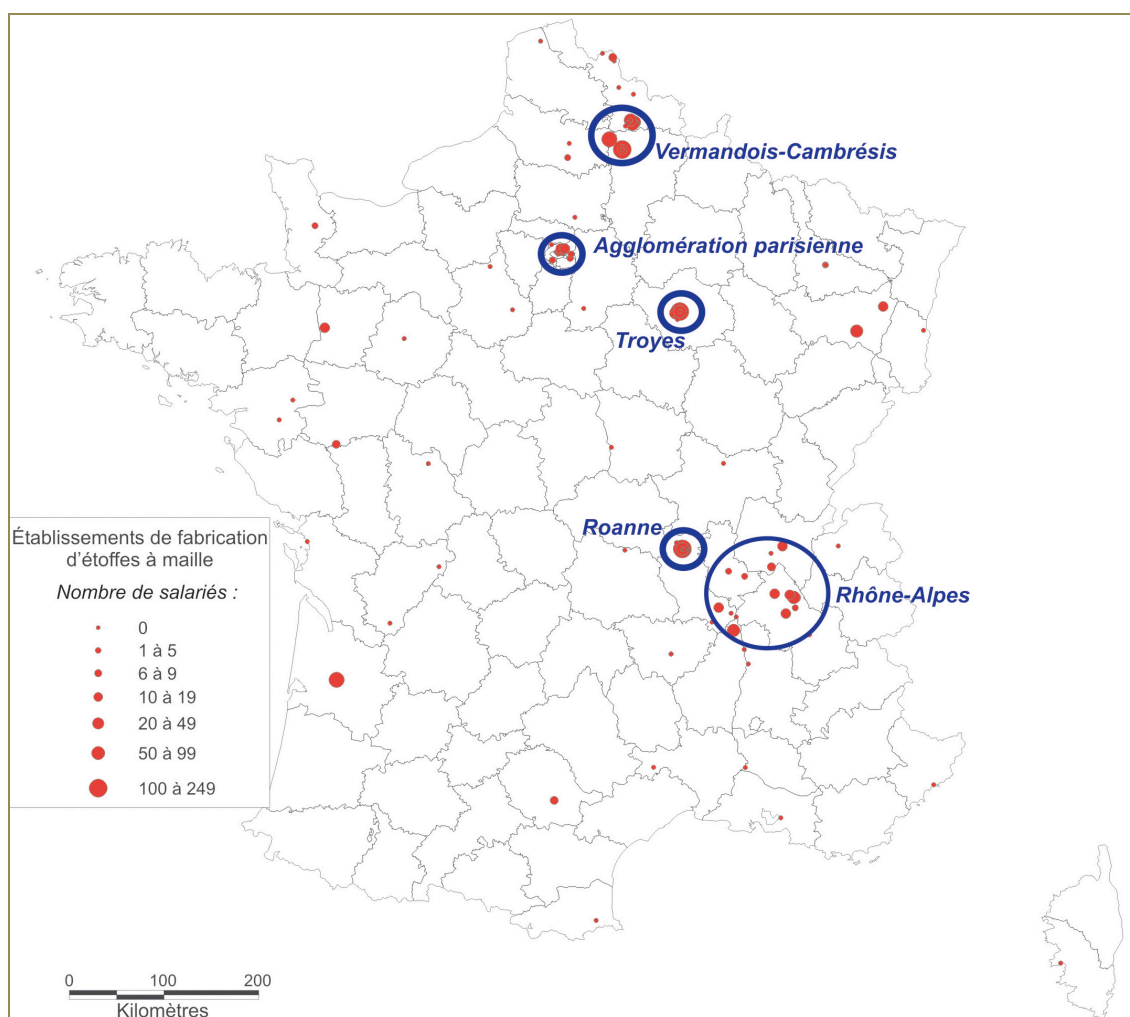 Vermandois-Cambrésis
Agglomération parisienne
Troyes
Roanne
Rhône-Alpes
Établissements de fabrication
d'étoffes à maille
Nombre de salariés :
0
1 à 5
6 à 9
10 à 19
20 à 49
50 à 99
100 à 249
0 100 200
Kilomètres